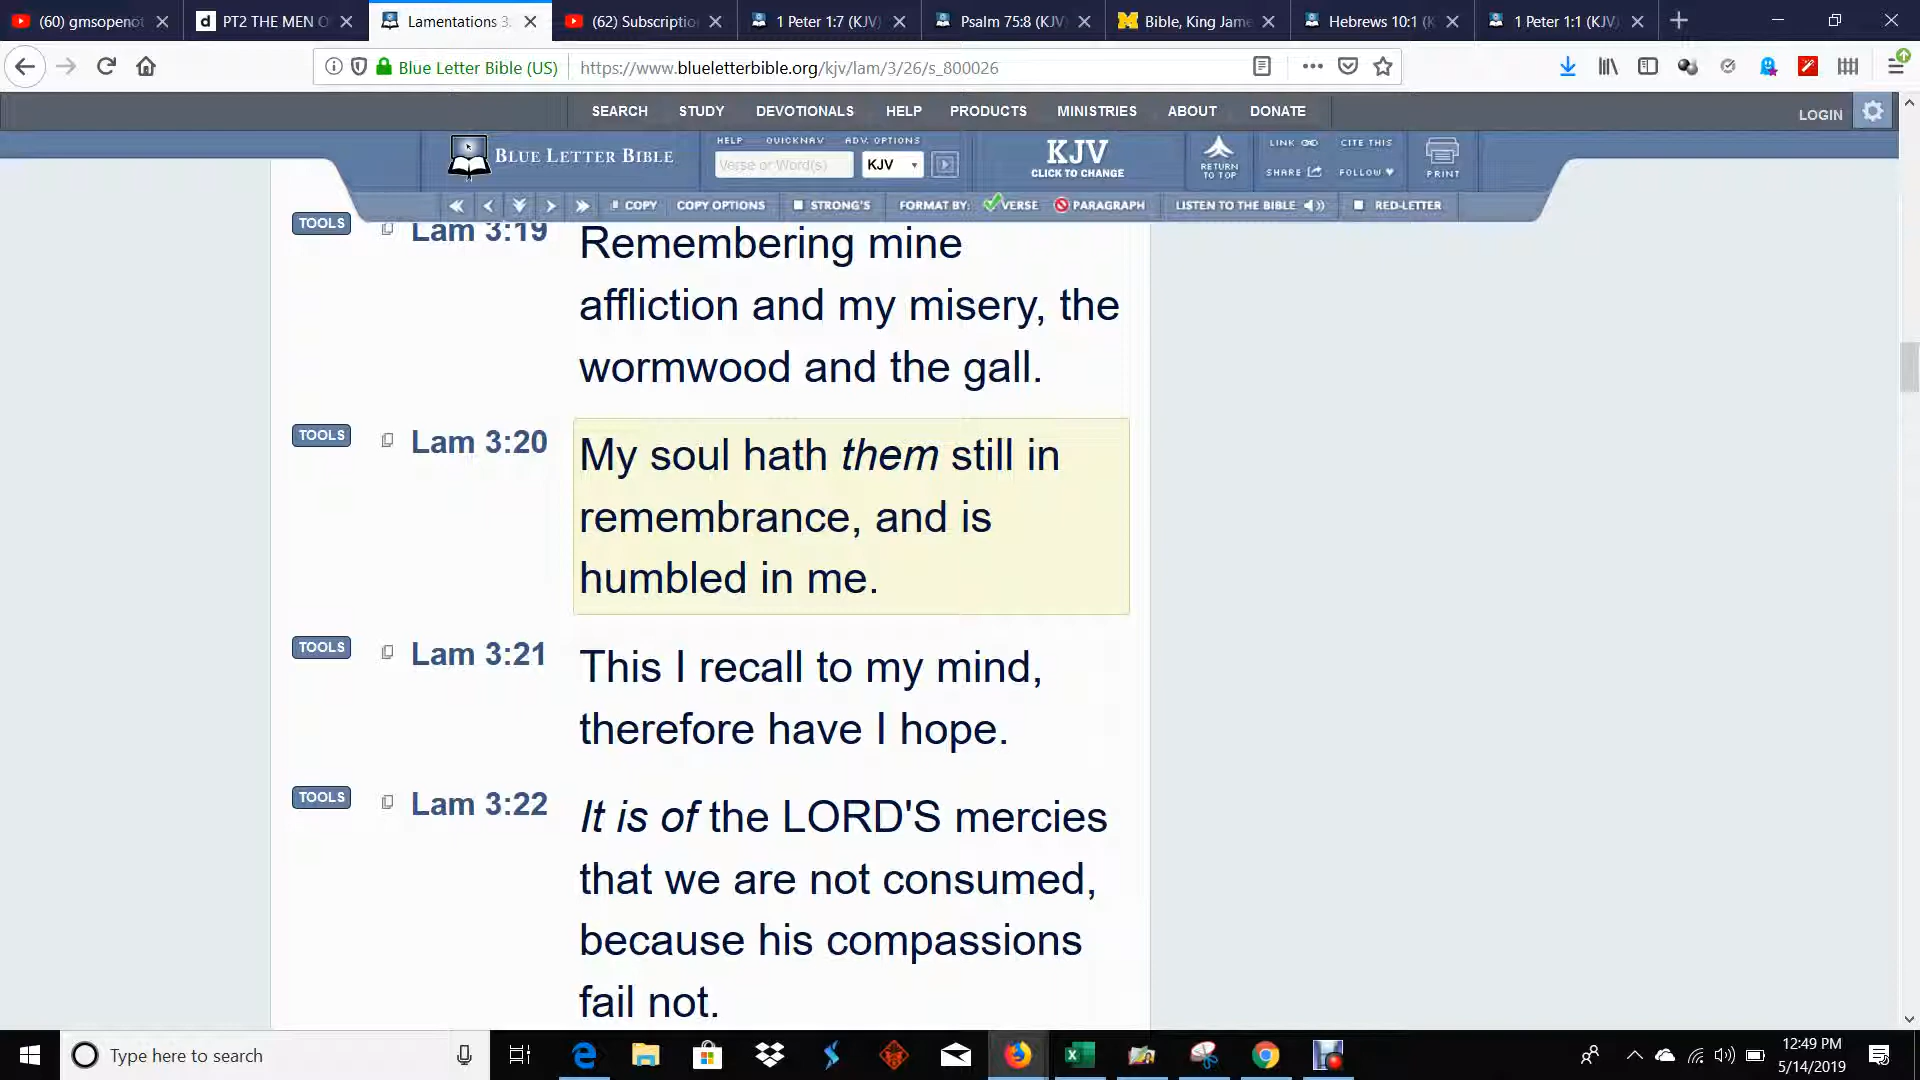 (60) gmsopenot
PT2 THE MEN O
Lamentations 3
(62) Subscriptio
1 Peter 1:7 (KJV)
Psalm 75:8 (KJV)
Bible, King Jame
Hebrews 10:1 (K
1 Peter 1:1 (KJV)
Blue Letter Bible (US)
https://www.blueletterbible.org/kjv/lam/3/26/s_800026
SEARCH STUDY DEVOTIONALS HELP PRODUCTS MINISTRIES ABOUT DONATE
LOGIN
BLUE LETTER BIBLE
HELP QUICKNAV ADV. OPTIONS
Verse or Word(s)
KJV
KJV
CLICK TO CHANGE
RETURN
TO TOP
LINK
CITE THIS
SHARE
FOLLOW
PRINT
COPY COPY OPTIONS STRONG'S FORMAT BY: VERSE PARAGRAPH LISTEN TO THE BIBLE RED-LETTER
TOOLS Lam 3:19 Remembering mine
affliction and my misery, the
wormwood and the gall.
TOOLS Lam 3:20 My soul hath them still in
remembrance, and is
humbled in me.
TOOLS Lam 3:21 This I recall to my mind,
therefore have I hope.
TOOLS Lam 3:22 It is of the LORD'S mercies
that we are not consumed,
because his compassions
fail not.
Type here to search
12:49 PM
5/14/2019